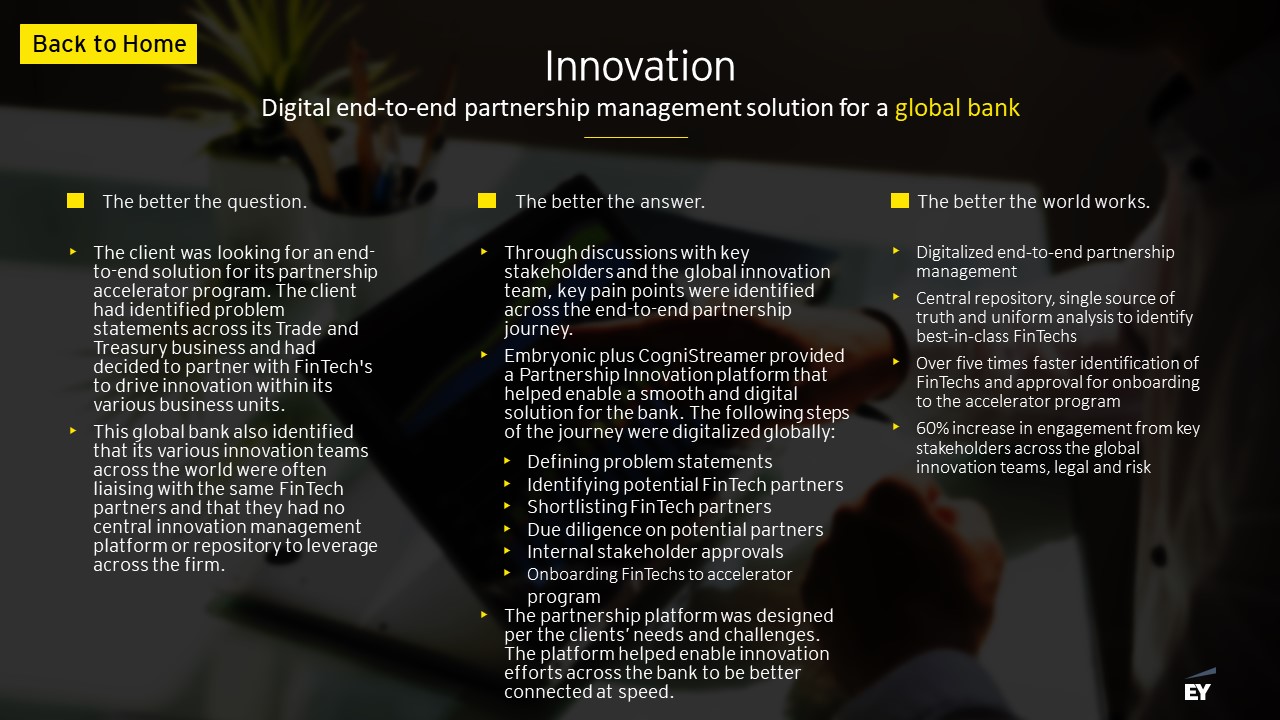 Back to Home
Innovation
Digital end-to-end partnership management solution for a global bank
The better the question.
The client was looking for an end-
to-end solution for its partnership
accelerator program. The client
had identified problem
statements across its Trade and
Treasury business and had
decided to partner with FinTech's
to drive innovation within its
various business units.
This global bank also identified
that its various innovation teams
across the world were often
liaising with the same FinTech
partners and that they had no
central innovation management
platform or repository to leverage
across the firm.
The better the answer.
Through discussions with key
stakeholders and the global innovation
team, key pain points were identified
across the end-to-end partnership
journey.
Embryonic plus CogniStreamer provided
a Partnership Innovation platform that
helped enable a smooth and digital
solution for the bank. The following steps
of the journey were digitalized globally:
Defining problem statements
Identifying potential FinTech partners
Shortlisting FinTech partners
Due diligence on potential partners
Internal stakeholder approvals
Onboarding FinTechs to accelerator
program
The partnership platform was designed
per the clients’ needs and challenges.
The platform helped enable innovation
efforts across the bank to be better
connected at speed.
The better the world works.
Digitalized end-to-end partnership
management
Central repository, single source of
truth and uniform analysis to identify
best-in-class FinTechs
Over five times faster identification of
FinTechs and approval for onboarding
to the accelerator program
60% increase in engagement from key
stakeholders across the global
innovation teams, legal and risk
EY